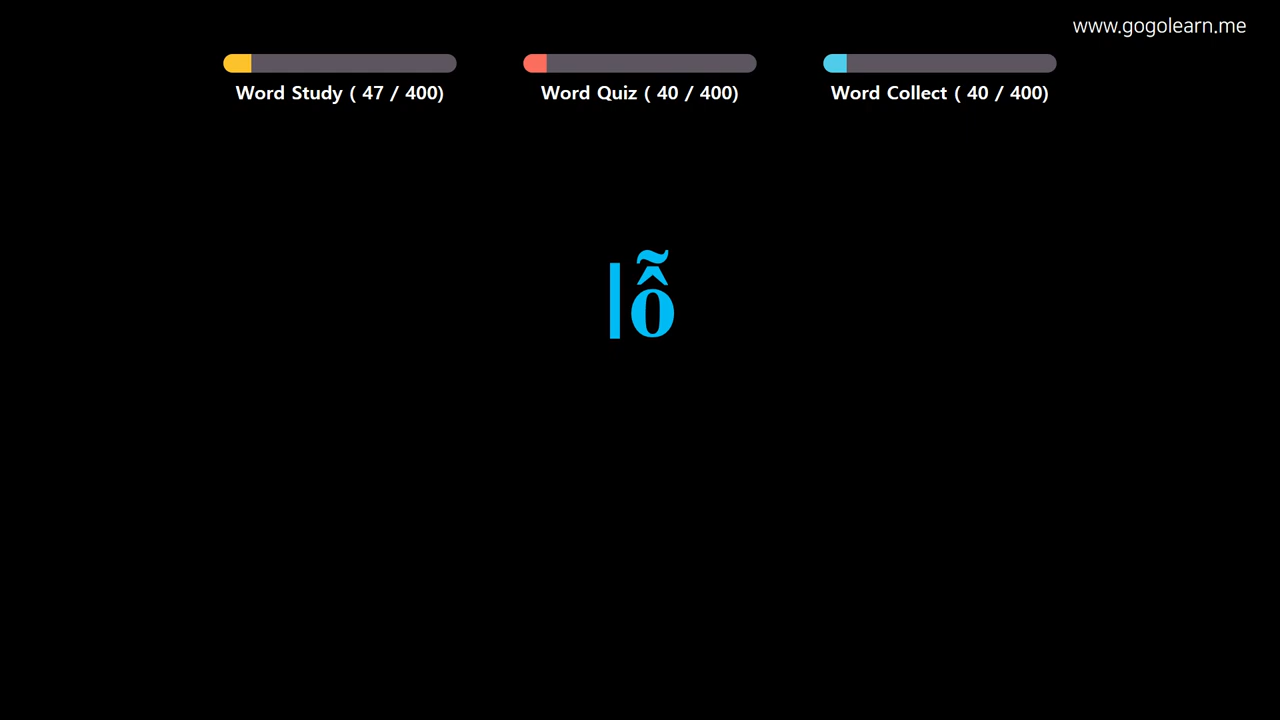 www.gogolearn.me
Word Study ( 47 / 400)
Word Quiz ( 40 / 400)
Word Collect ( 40 / 400)
lỗ